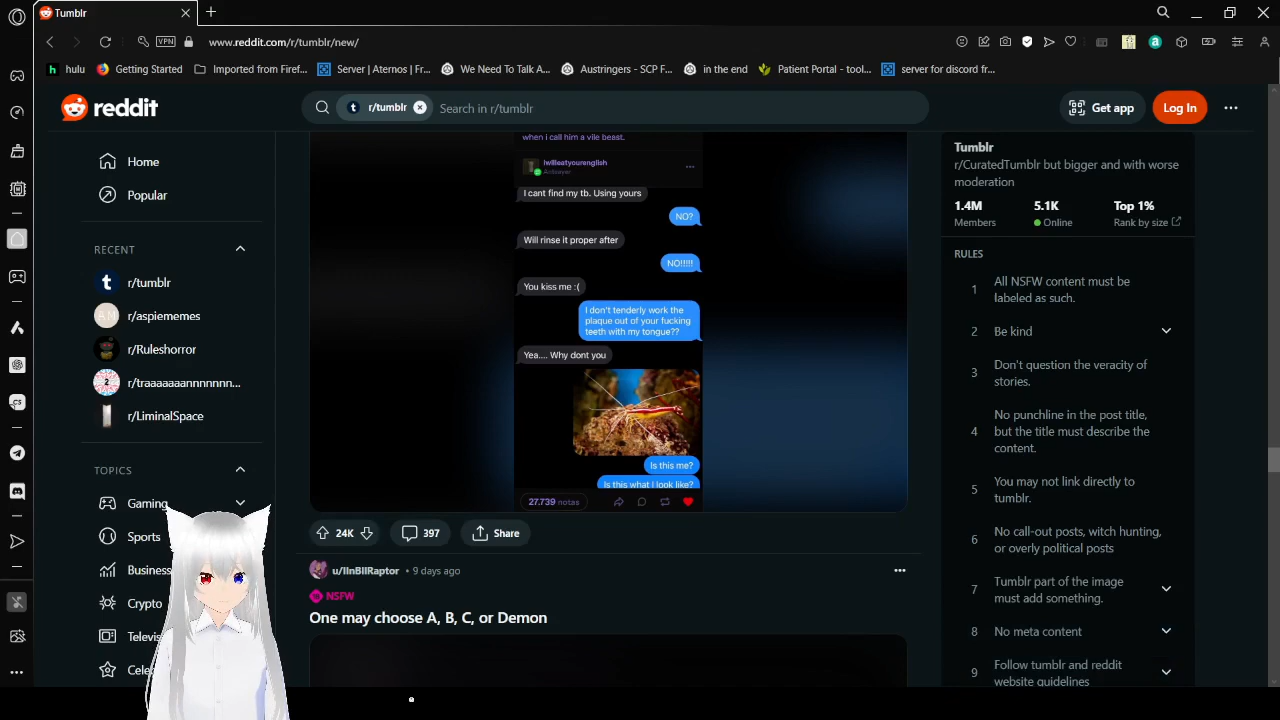 Tumblr
VPN
www.reddit.com/r/tumblr/new/
hulu
Getting Started
Imported from Firef...
Server | Aternos | Fr...
We Need To Talk A...
Austringers - SCP F...
in the end
Patient Portal - tool...
server for discord fr...
reddit
r/tumblr
Search in r/tumblr
Get app
Log In
Home
Popular
RECENT
r/tumblr
r/aspiememes
r/Ruleshorror
r/traaaaaaannnnnnn...
r/LiminalSpace
TOPICS
Gaming
Sports
Business
Crypto
Televis
Cele
when i call him a vile beast.
iwilleatyourenglish
I cant find my tb. Using yours
NO?
Will rinse it proper after
NO!!!!!
You kiss me :(
I don't tenderly work the
plaque out of your fucking
teeth with my tongue??
Yea.... Why dont you
Is this me?
Is this what I look like?
27.739 notas
24K
397
Share
u/IinBilRaptor • 9 days ago
NSFW
One may choose A, B, C, or Demon
Tumblr
r/CuratedTumblr but bigger and with worse
moderation
1.4M
Members
5.1K
Online
Top 1%
Rank by size
RULES
1
All NSFW content must be
labeled as such.
2
Be kind
3
Don't question the veracity of
stories.
4
No punchline in the post title,
but the title must describe the
content.
5
You may not link directly to
tumblr.
6
No call-out posts, witch hunting,
or overly political posts
7
Tumblr part of the image
must add something.
8
No meta content
9
Follow tumblr and reddit
website guidelines